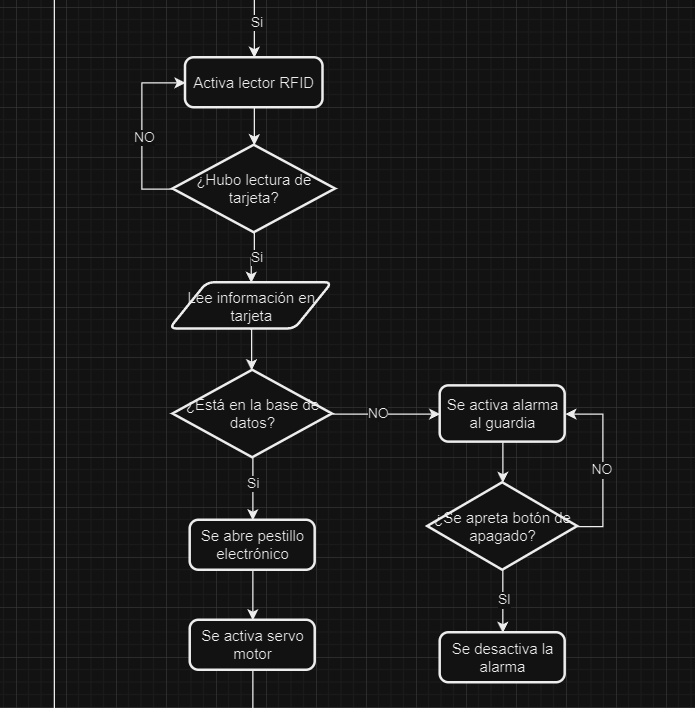 Si
Activa lector RFID
NO
¿Hubo lectura de
tarjeta?
Si
Lee información en
tarjeta
¿Está en la base de
datos?
NO
Se activa alarma
al guardia
NO
Si
¿Se apreta botón de
apagado?
Se abre pestillo
electrónico
SI
Se activa servo
motor
Se desactiva la
alarma